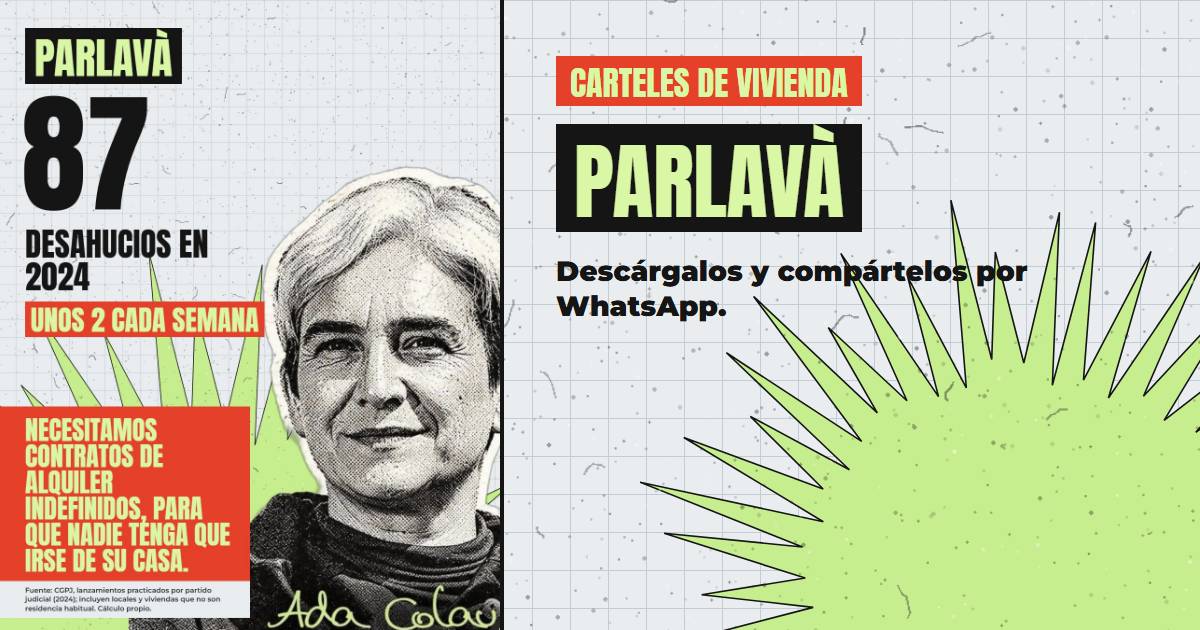 PARLAVÀ
87
DESAHUCIOS EN
2024
UNOS 2 CADA SEMANA
NECESITAMOS
CONTRATOS DE
ALQUILER
INDEFINIDOS, PARA
QUE NADIE TENGA QUE
IRSE DE SU CASA.
Fuente: CGPJ, lanzamientos practicados por partido
judicial (2024); incluyen locales y viviendas que no son
residencia habitual. Cálculo propio.
Ada Colau
CARTELES DE VIVIENDA
PARLAVÀ
Descárgalos y compártelos por
WhatsApp.